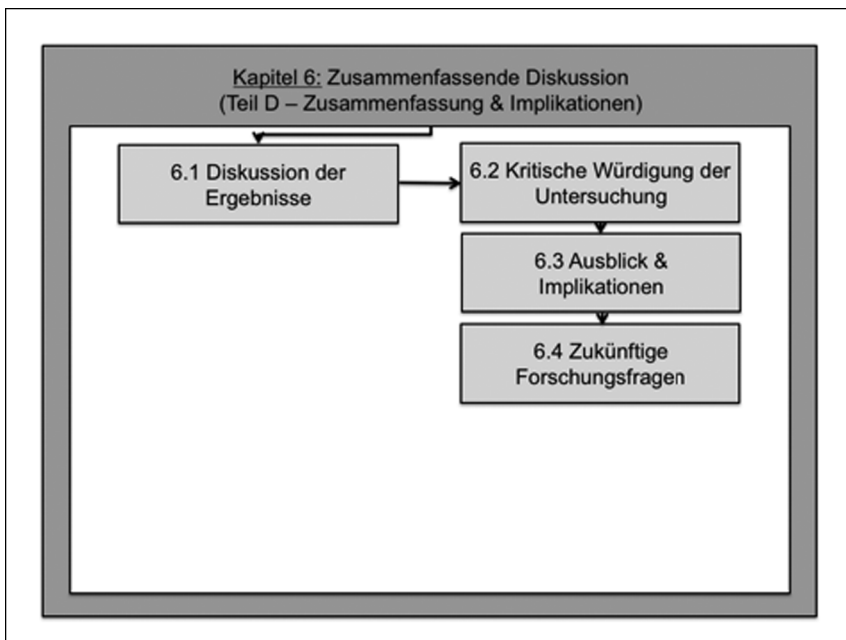 Kapitel 6: Zusammenfassende Diskussion
(Teil D – Zusammenfassung & Implikationen)
6.1 Diskussion der
Ergebnisse
6.2 Kritische Würdigung der
Untersuchung
6.3 Ausblick &
Implikationen
6.4 Zukünftige
Forschungsfragen